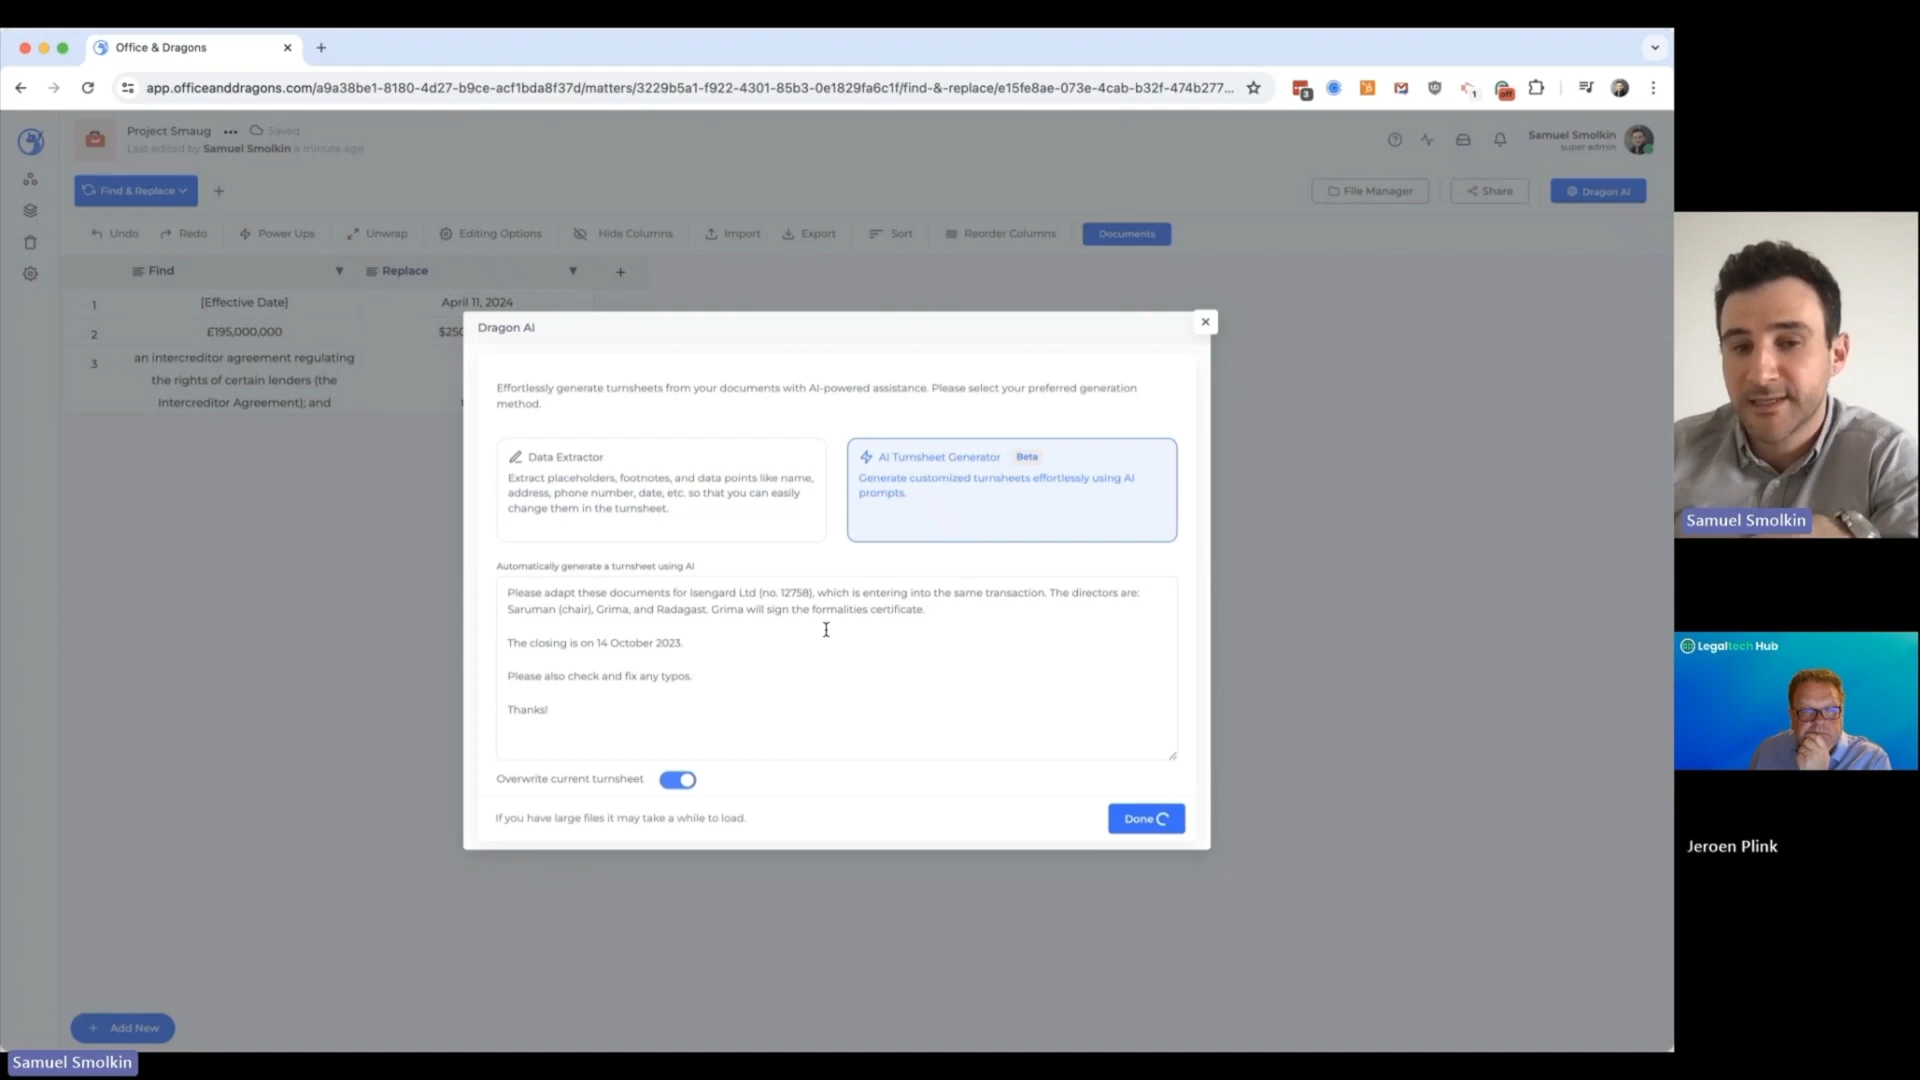 Office & Dragons
app.officeanddragons.com/a9a38be1-8180-4d27-b9ce-acf1bda8f37d/matters/3229b5a1-f922-4301-85b3-0e1829fa6c1f/find-&-replace/e15fe8ae-073e-4cab-b32f-474b277...
3
1
off
Project Smaug ••• Saved
Last edited by Samuel Smolkin a minute ago
Samuel Smolkin
super admin
Find & Replace
File Manager
Share
Dragon AI
Undo
Redo
Power Ups
Unwrap
Editing Options
Hide Columns
Import
Export
Sort
Reorder Columns
Documents
Find
Replace
1 [Effective Date] April 11, 2024
2 £195,000,000
3 an intercreditor agreement regulating
the rights of certain lenders (the
Intercreditor Agreement); and
Dragon AI
Effortlessly generate turnsheets from your documents with AI-powered assistance. Please select your preferred generation
method.
Data Extractor
Extract placeholders, footnotes, and data points like name,
address, phone number, date, etc. so that you can easily
change them in the turnsheet.
AI Turnsheet Generator Beta
Generate customized turnsheets effortlessly using AI
prompts.
Automatically generate a turnsheet using AI
Please adapt these documents for Isengard Ltd (no. 12758), which is entering into the same transaction. The directors are:
Saruman (chair), Grima, and Radagast. Grima will sign the formalities certificate.
The closing is on 14 October 2023.
Please also check and fix any typos.
Thanks!
Overwrite current turnsheet
If you have large files it may take a while to load.
Done
Add New
Samuel Smolkin
Samuel Smolkin
Legaltech Hub
Jeroen Plink